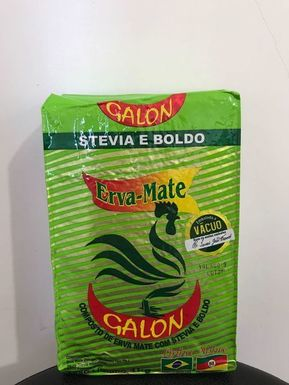 GALON
STEVIA E BOLDO
Erva-Mate
VÁCUO
GALON
COMPOSTO DE ERVA MATE COM STEVIA E BOLDO